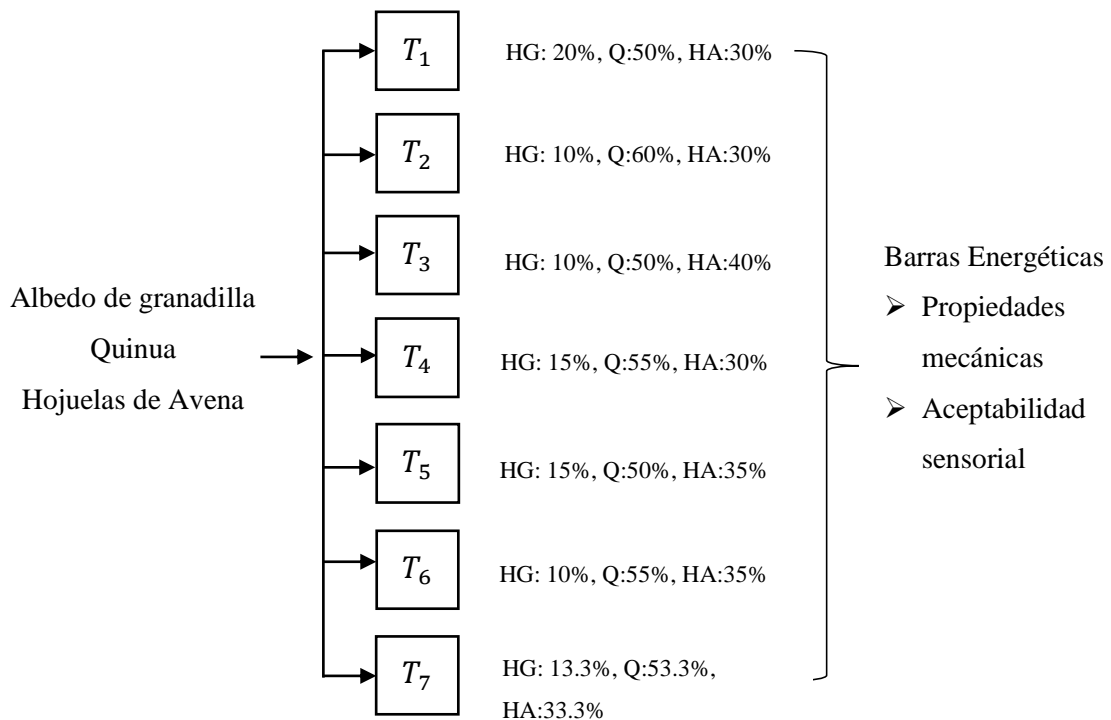 Albedo de granadilla
Quinua
Hojuelas de Avena
T₁ HG: 20%, Q:50%, HA:30%
T₂ HG: 10%, Q:60%, HA:30%
T₃ HG: 10%, Q:50%, HA:40%
T₄ HG: 15%, Q:55%, HA:30%
T₅ HG: 15%, Q:50%, HA:35%
T₆ HG: 10%, Q:55%, HA:35%
T₇ HG: 13.3%, Q:53.3%,
HA:33.3%
Barras Energéticas
➢ Propiedades
mecánicas
➢ Aceptabilidad
sensorial